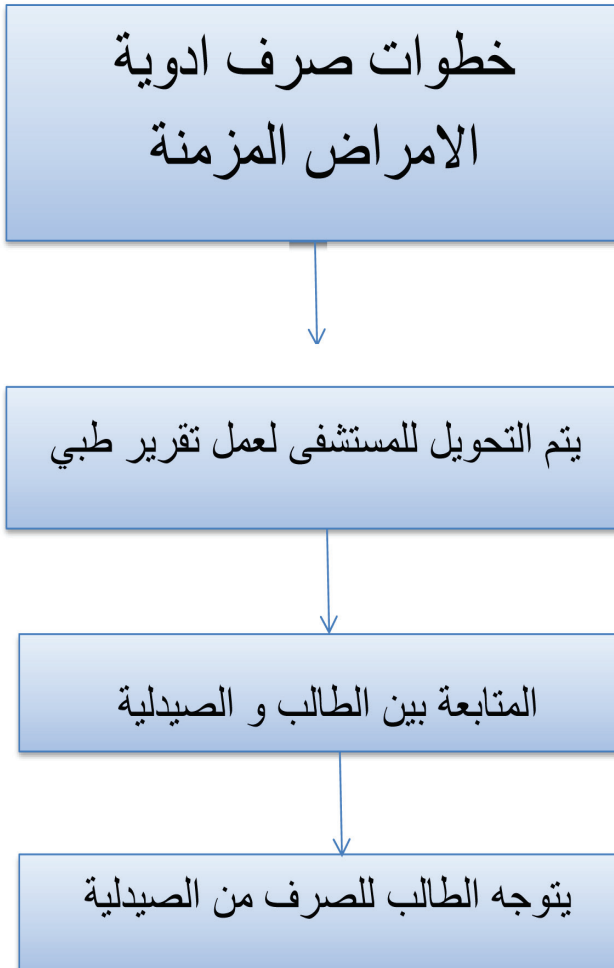 خطوات صرف ادوية
الامراض المزمنة
يتم التحويل للمستشفى لعمل تقرير طبي
المتابعة بين الطالب و الصيدلية
يتوجه الطالب للصرف من الصيدلية